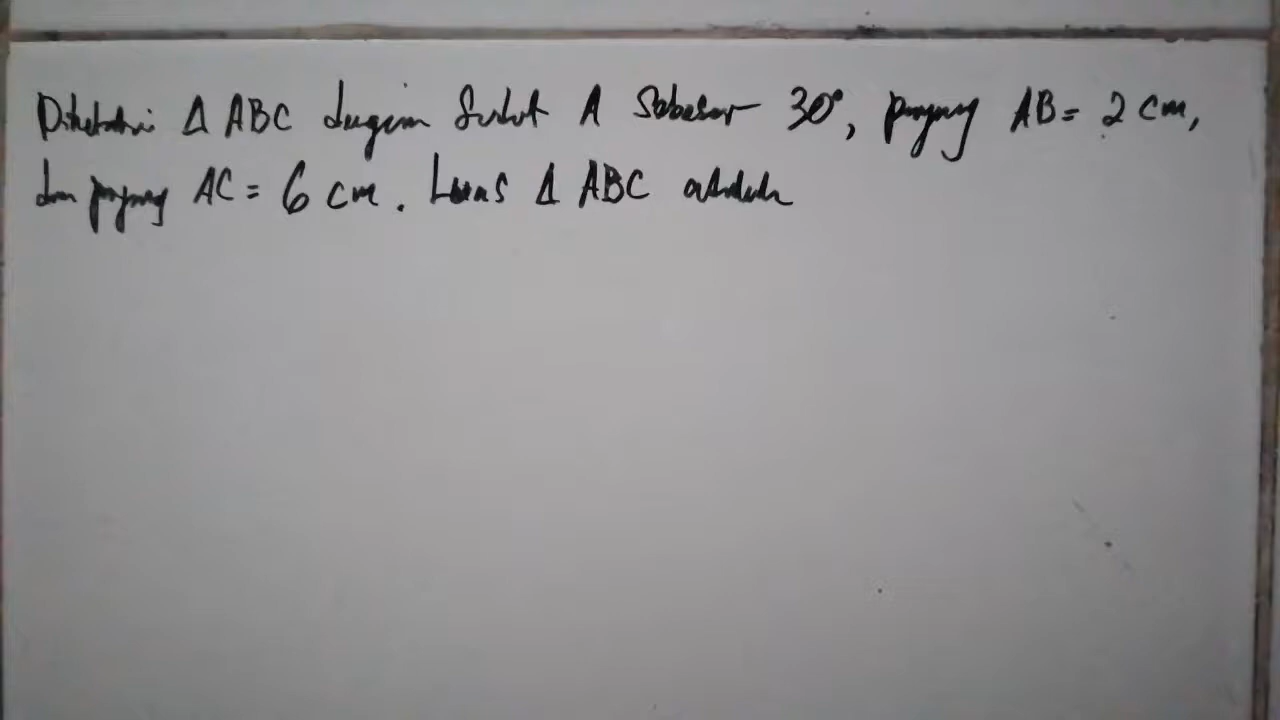 Diketahui Δ ABC dengan Sudut A Sebesar 30°, panjang AB = 2 cm,
dan panjang AC = 6 cm. Luas Δ ABC adalah